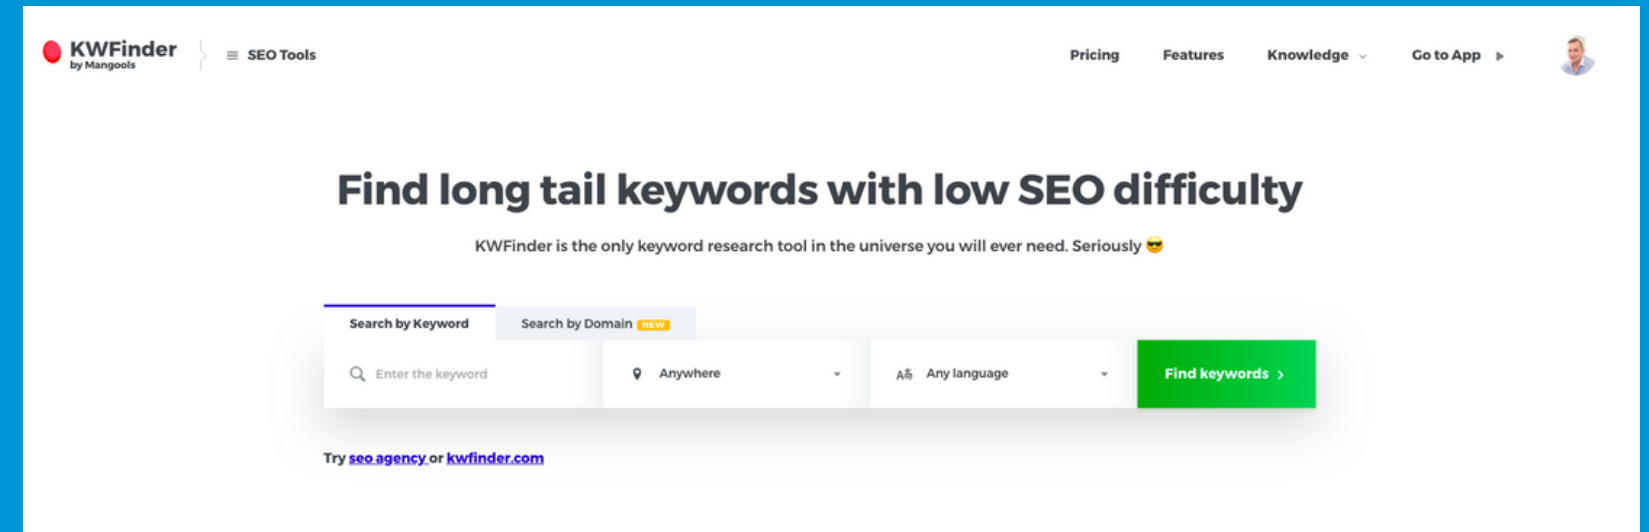 KWFinder
by Mangools
SEO Tools
Pricing Features Knowledge Go to App
Find long tail keywords with low SEO difficulty
KWFinder is the only keyword research tool in the universe you will ever need. Seriously 😎
Search by Keyword Search by Domain NEW
Enter the keyword Anywhere Aあ Any language Find keywords >
Try seo agency or kwfinder.com